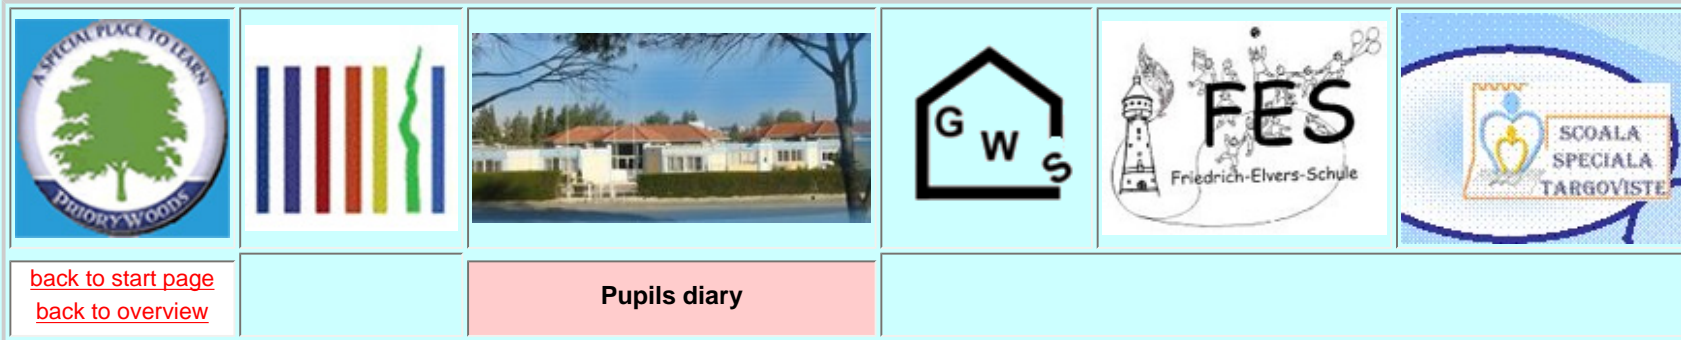 A SPECIAL PLACE TO LEARN
PRIORY WOODS
G W S
FES
Friedrich-Elvers-Schule
SCOALA
SPECIALA
TARGOVISTE
back to start page
back to overview
Pupils diary